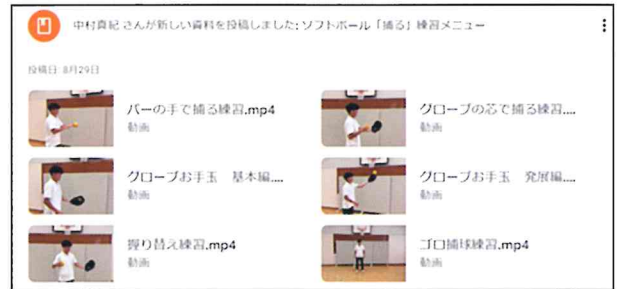 中村真紀 さんが新しい資料を投稿しました: ソフトボール「捕る」練習メニュー
投稿日: 8月29日
パーの手で捕る練習.mp4
動画
グローブの芯で捕る練習....
動画
グローブお手玉 基本編....
動画
グローブお手玉 発展編....
動画
握り替え練習.mp4
動画
ゴロ捕球練習.mp4
動画